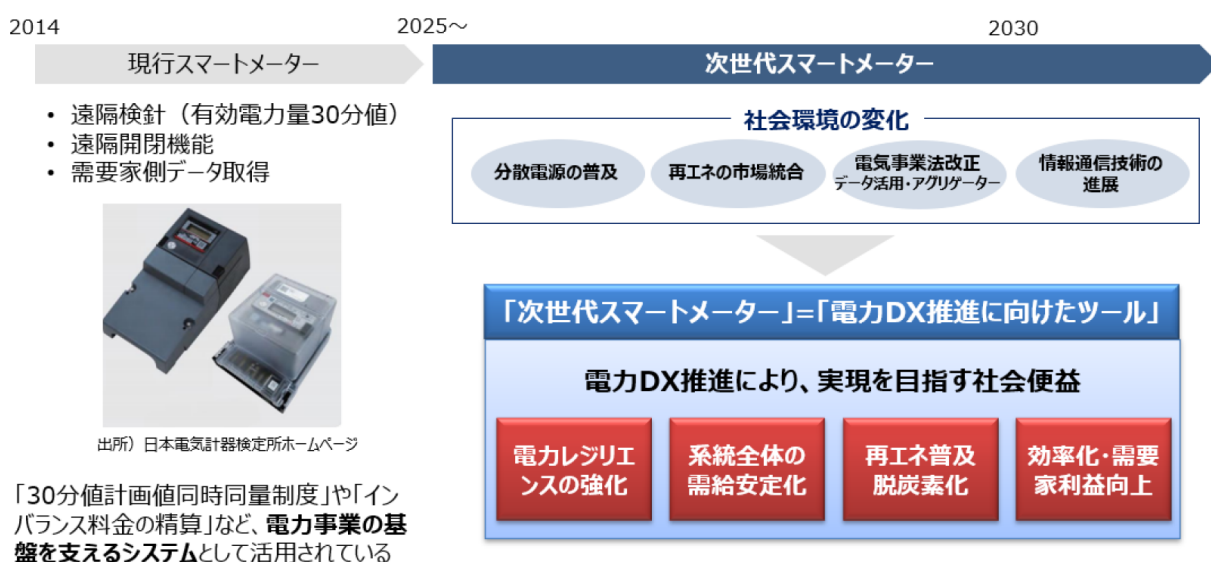 2014
2025～
2030
現行スマートメーター
次世代スマートメーター
• 遠隔検針（有効電力量30分値）
• 遠隔開閉機能
• 需要家側データ取得
出所）日本電気計器検定所ホームページ
「30分値計画値同時同量制度」や「イン
バランス料金の精算」など、電力事業の基
盤を支えるシステムとして活用されている
社会環境の変化
分散電源の普及
再エネの市場統合
電気事業法改正
データ活用・アグリゲーター
情報通信技術の
進展
「次世代スマートメーター」=「電力DX推進に向けたツール」
電力DX推進により、実現を目指す社会便益
電力レジリエ
ンスの強化
系統全体の
需給安定化
再エネ普及
脱炭素化
効率化・需要
家利益向上